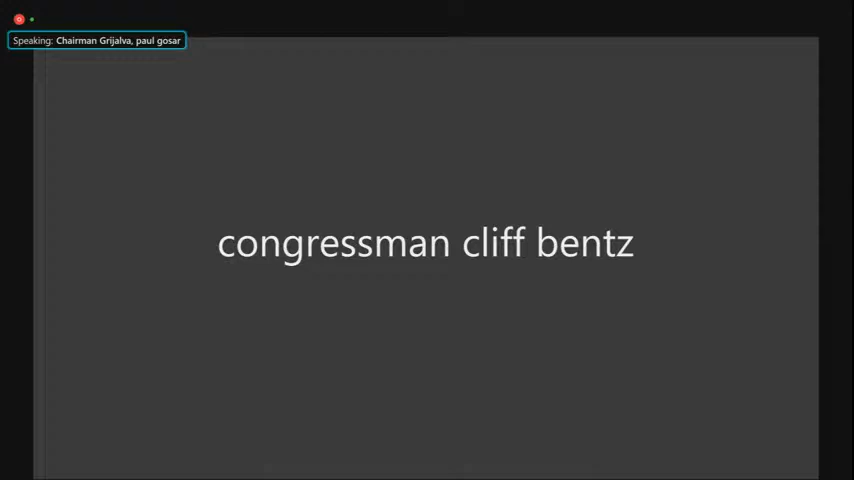 Speaking: Chairman Grijalva, paul gosar
congressman cliff bentz